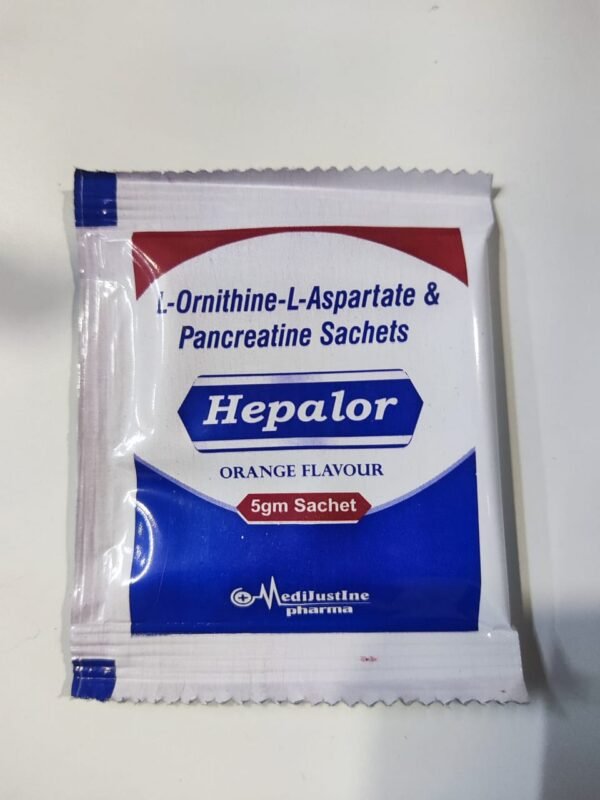 L-Ornithine-L-Aspartate &
Pancreatine Sachets
Hepalor
ORANGE FLAVOUR
5gm Sachet
MediJustIne
pharma